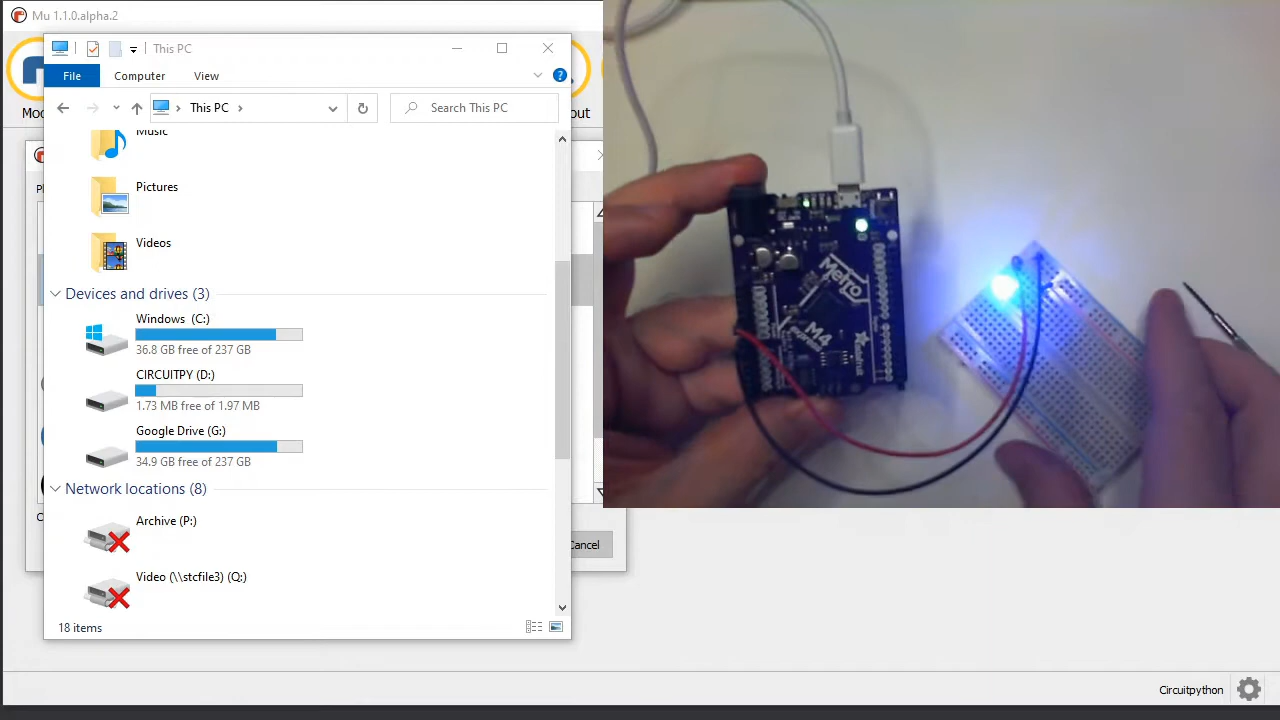 Mu 1.1.0.alpha.2
This PC
File
Computer
View
This PC
Search This PC
Music
Pictures
Videos
Devices and drives (3)
Windows (C:)
36.8 GB free of 237 GB
CIRCUITPY (D:)
1.73 MB free of 1.97 MB
Google Drive (G:)
34.9 GB free of 237 GB
Network locations (8)
Archive (P:)
Video (\\stcfile3) (Q:)
18 items
Cancel
Circuitpython
Metro
M4
express
Adafruit